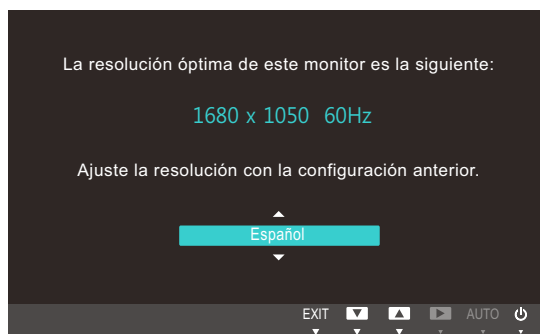 La resolución óptima de este monitor es la siguiente:
1680 x 1050 60Hz
Ajuste la resolución con la configuración anterior.
Español
EXIT AUTO